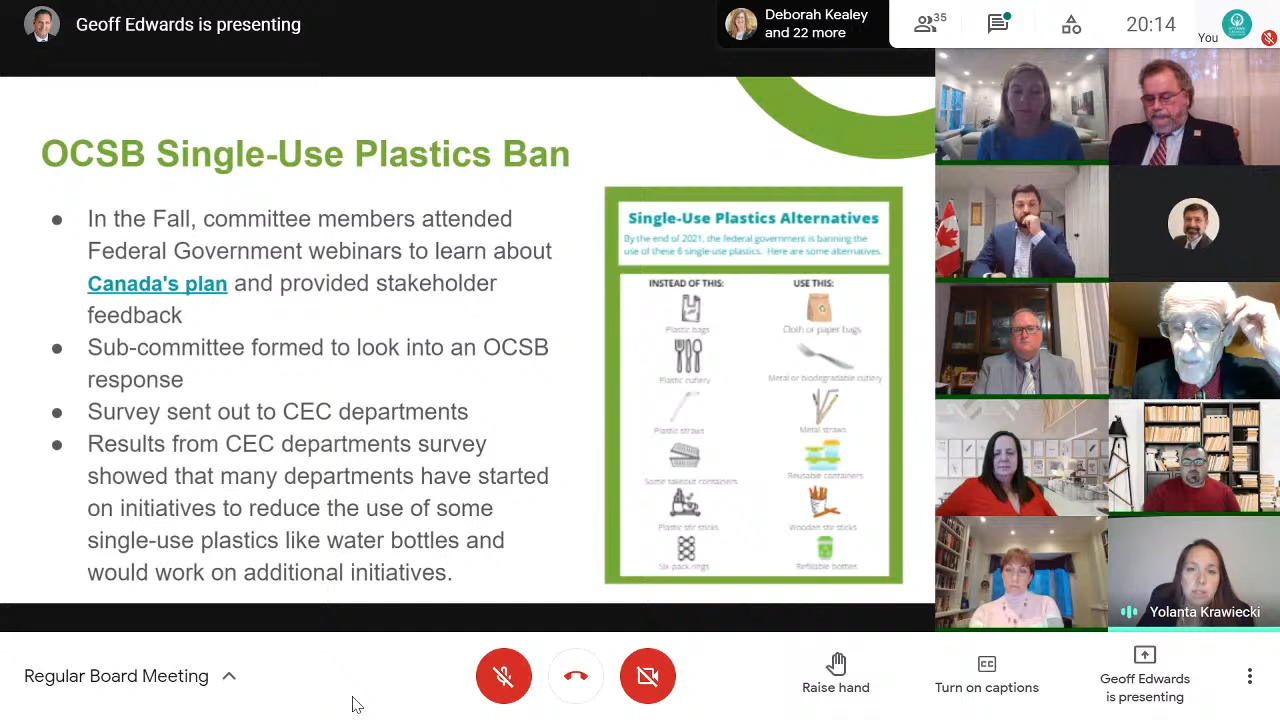 Geoff Edwards is presenting
Deborah Kealey
and 22 more
35
20:14
You
OCSB Single-Use Plastics Ban
● In the Fall, committee members attended
Federal Government webinars to learn about
Canada's plan and provided stakeholder
feedback
● Sub-committee formed to look into an OCSB
response
● Survey sent out to CEC departments
● Results from CEC departments survey
showed that many departments have started
on initiatives to reduce the use of some
single-use plastics like water bottles and
would work on additional initiatives.
Single-Use Plastics Alternatives
By the end of 2021, the federal government is banning the
use of these 6 single-use plastics. Here are some alternatives.
INSTEAD OF THIS: USE THIS:
Plastic bags Cloth or paper bags
Plastic cutlery Metal or biodegradable cutlery
Plastic straws Metal straws
Some takeout containers Reusable containers
Plastic stir sticks Wooden stir sticks
Six-pack rings Refillable bottles
Yolanta Krawiecki
Regular Board Meeting
Raise hand
Turn on captions
Geoff Edwards
is presenting